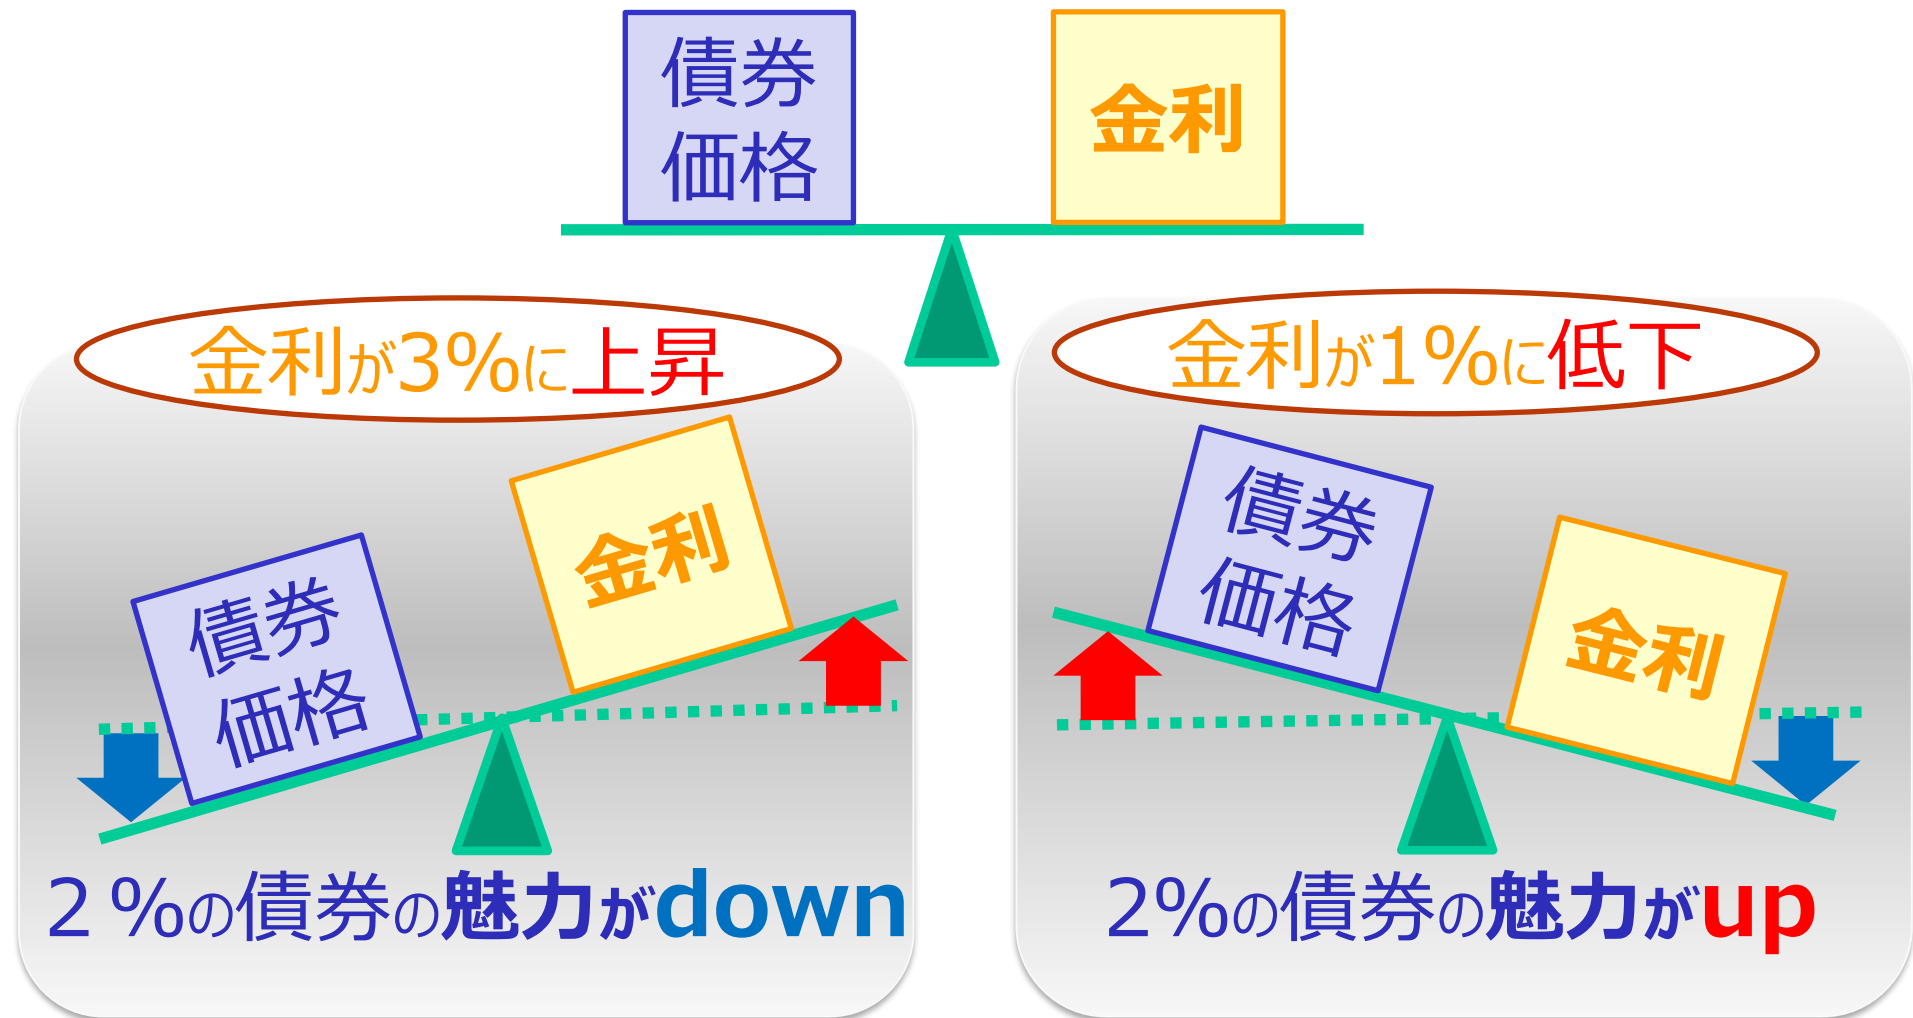 債券
価格
金利
金利が3%に上昇
債券
価格
金利
2%の債券の魅力がdown
金利が1%に低下
債券
価格
金利
2%の債券の魅力がup